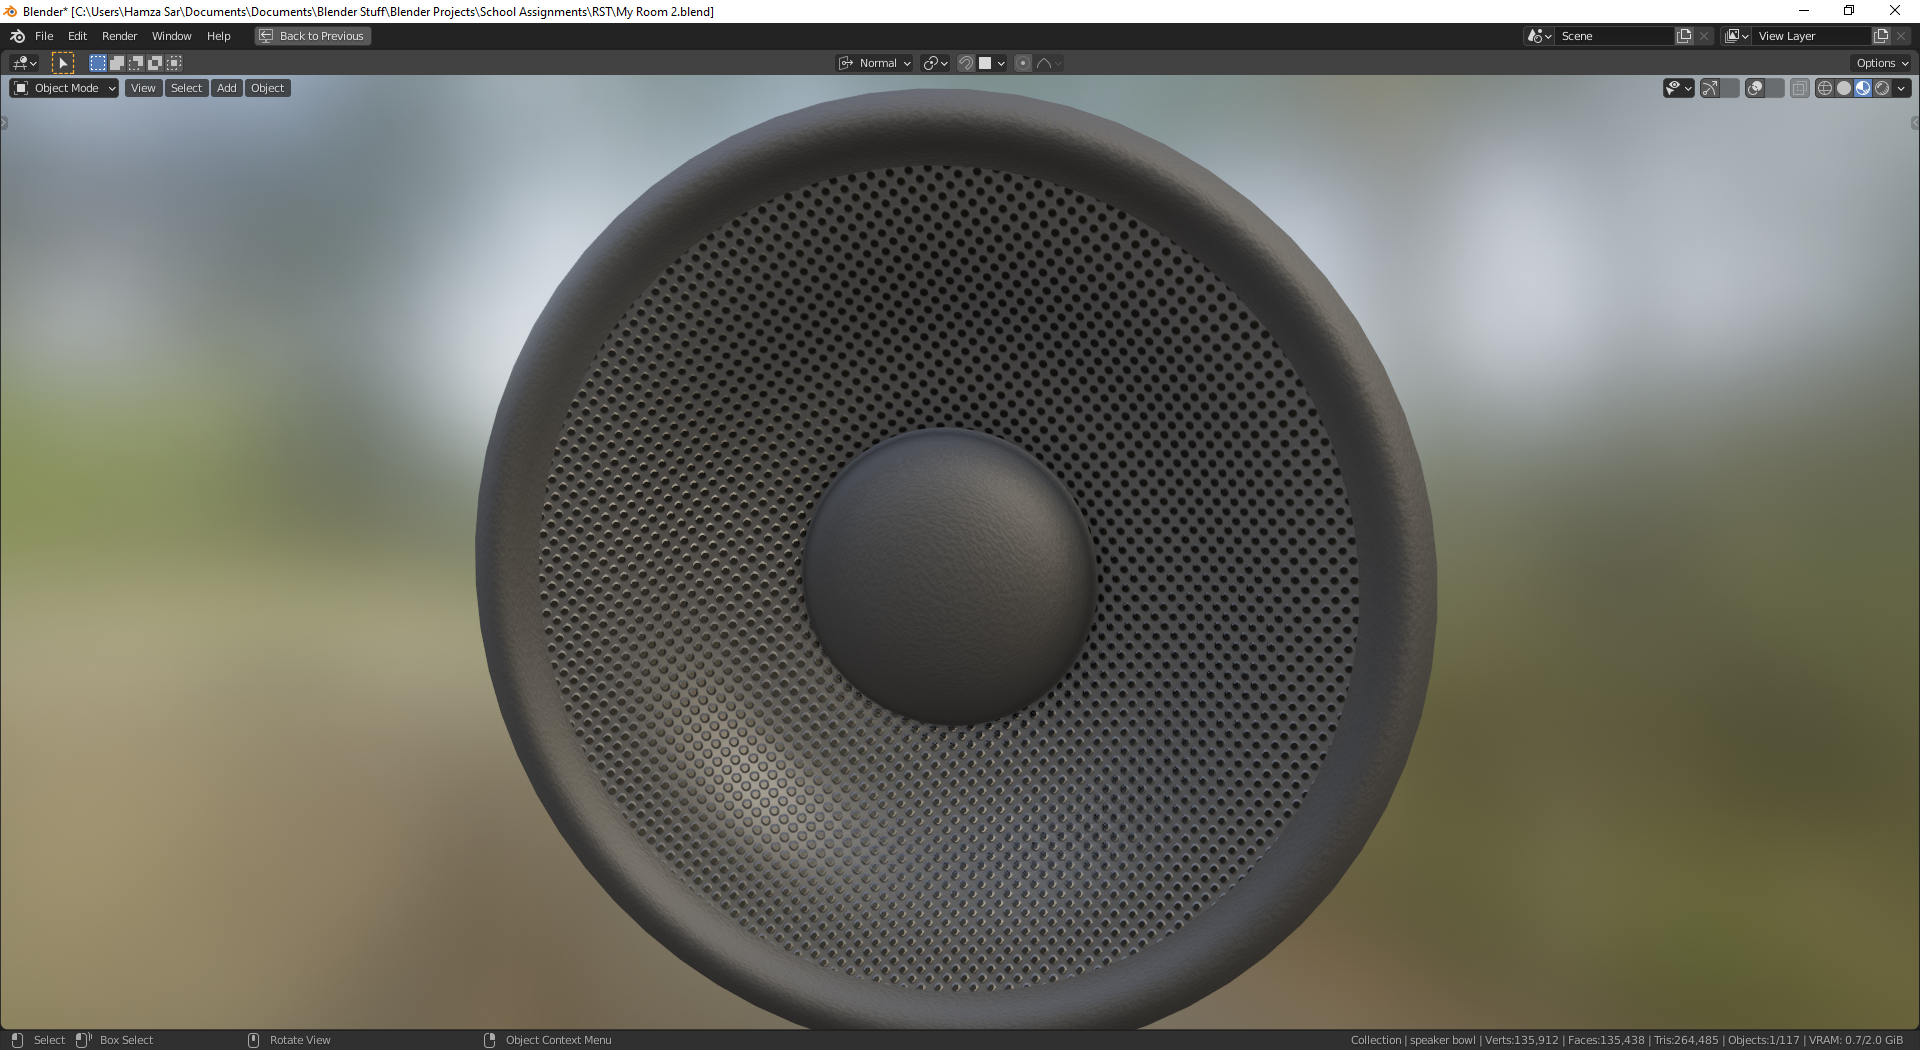 Blender* [C:\Users\Hamza Sar\Documents\Documents\Blender Stuff\Blender Projects\School Assignments\RST\My Room 2.blend]
File Edit Render Window Help Back to Previous Scene View Layer
Normal Options
Object Mode View Select Add Object
Select Box Select Rotate View Object Context Menu Collection | speaker bowl | Verts:135,912 | Faces:135,438 | Tris:264,485 | Objects:1/117 | VRAM: 0.7/2.0 GiB